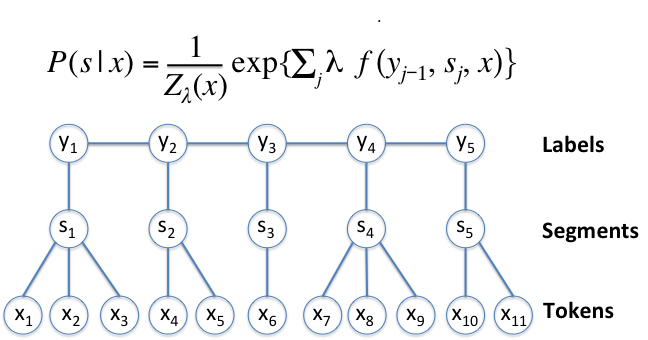 P(s | x) = 1/Z_λ(x) exp{∑_j λ f(y_{j-1}, s_j, x)}
y₁ y₂ y₃ y₄ y₅ Labels
s₁ s₂ s₃ s₄ s₅ Segments
x₁ x₂ x₃ x₄ x₅ x₆ x₇ x₈ x₉ x₁₀ x₁₁ Tokens